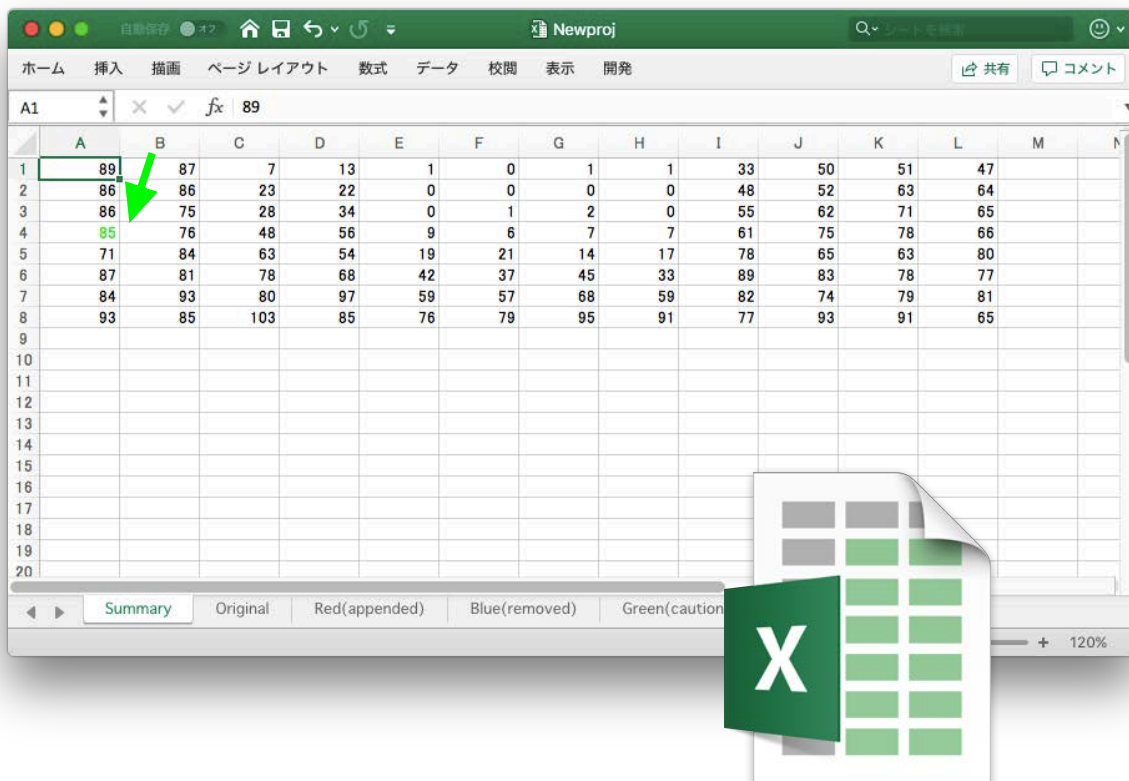 自動保存 オフ Newproj シートを検索
ホーム 挿入 描画 ページ レイアウト 数式 データ 校閲 表示 開発 共有 コメント
A1 fx 89
A B C D E F G H I J K L M N
1 89 87 7 13 1 0 1 1 33 50 51 47
2 86 86 23 22 0 0 0 0 48 52 63 64
3 86 75 28 34 0 1 2 0 55 62 71 65
4 85 76 48 56 9 6 7 7 61 75 78 66
5 71 84 63 54 19 21 14 17 78 65 63 80
6 87 81 78 68 42 37 45 33 89 83 78 77
7 84 93 80 97 59 57 68 59 82 74 79 81
8 93 85 103 85 76 79 95 91 77 93 91 65
9
10
11
12
13
14
15
16
17
18
19
20
Summary Original Red(appended) Blue(removed) Green(caution
+ 120%
X